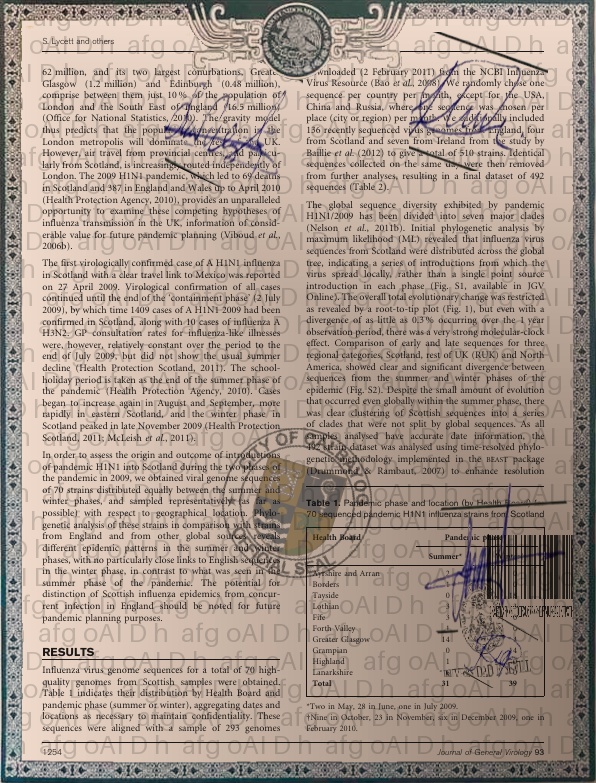 S. Lycett and others
62 million, and its two largest conurbations, Greater
Glasgow (1.2 million) and Edinburgh (0.48 million),
comprise between them just 10 % of the population of
London and the South East of England (16.5 million)
(Office for National Statistics, The gravity model
thus predicts that the in the
London metropolis will dominate the UK.
However, air travel from provincial centres, and particu-
larly from Scotland, is increasingly routed independently of
London. The 2009 H1N1 pandemic, which led to 69 deaths
in Scotland and 387 in England and Wales up to April 2010
(Health Protection Agency, 2010), provides an unparalleled
opportunity to examine these competing hypotheses of
influenza transmission in the UK, information of consid-
erable value for future pandemic planning (Viboud et al.,
2006b).
The first virologically confirmed case of A H1N1 influenza
in Scotland with a clear travel link to Mexico was reported
on 27 April 2009. Virological confirmation of all cases
continued until the end of the 'containment phase' (2 July
2009), by which time 1409 cases of A H1N1 2009 had been
confirmed in Scotland, along with 10 cases of influenza A
H3N2. GP consultation rates for influenza-like illnesses
were, however, relatively constant over the period to the
end of July 2009, but did not show the usual summer
decline (Health Protection Scotland, 2011). The school-
holiday period is taken as the end of the summer phase of
the pandemic (Health Protection Agency, 2010). Cases
began to increase again in August and September, more
rapidly in eastern Scotland, and the winter phase in
Scotland peaked in late November 2009 (Health Protection
Scotland, 2011; McLeish et al., 2011).
In order to assess the origin and outcome of introductions
of pandemic H1N1 into Scotland during the two phases of
the pandemic in 2009, we obtained viral genome sequences
of 70 strains distributed equally between the summer and
winter phases, and sampled representatively (as far as
possible) with respect to geographical location. Phylo-
genetic analysis of these strains in comparison to strains
from England and from other global sources reveals
different epidemic patterns in the summer and winter
phases, with no particularly close links to English sequences
in the winter phase, in contrast to what was seen in the
summer phase of the pandemic. The potential for
distinction of Scottish influenza epidemics from concur-
rent infection in England should be noted for future
pandemic planning purposes.
RESULTS
Influenza virus genome sequences for a total of 70 high-
quality genomes from Scottish samples were obtained.
Table 1 indicates their distribution by Health Board and
pandemic phase (summer or winter), aggregating dates and
locations as necessary to maintain confidentiality. These
sequences were aligned with a sample of 293 genomes
downloaded (2 February 2011) from the NCBI Influenza
Virus Resource (Bao et al., 2008). We randomly chose one
sequence per country per month, except for the USA,
China and Russia, where one sequence was chosen per
place (city or region) per included
136 recently sequenced virus genomes from England, four
from Scotland and seven from Ireland from the study by
Baillie et al. (2012) to give a total of 510 strains. Identical
sequences collected on the same day were then removed
from further analyses, resulting in a final dataset of 492
sequences (Table 2).
The global sequence diversity exhibited by pandemic
H1N1/2009 has been divided into seven major clades
(Nelson et al., 2011b). Initial phylogenetic analysis by
maximum likelihood (ML) revealed that influenza virus
sequences from Scotland were distributed across the global
tree, indicating a series of introductions from which the
virus spread locally, rather than a single point source
introduction in each phase (Fig. S1, available in JGV
Online). The overall total evolutionary change was restricted
as revealed by a root-to-tip plot (Fig. 1), but even with a
divergence of as little as 0.3 % occurring over the 1 year
observation period, there was a very strong molecular-clock
effect. Comparison of early and late sequences for three
regional categories, Scotland, rest of UK (RUK) and North
America, showed clear and significant divergence between
sequences from the summer and winter phases of the
epidemic (Fig. S2). Despite the small amount of evolution
that occurred even globally within the summer phase, there
was clear clustering of Scottish sequences into a series
of clades that were not split by global sequences. As all
samples analysed have accurate date information, the
492 strain dataset was analysed using time-resolved phylo-
genetic methodology implemented in the BEAST package
(Drummond & Rambaut, 2007) to enhance resolution
Table 1. Pandemic phase and location (by Health Board)
70 sequenced pandemic H1N1 influenza strains from Scotland
Health Board Pandemic phase
Summer*
Ayrshire and Arran
Borders
Tayside
Lothian
Fife
Forth Valley
Greater Glasgow
Grampian
Highland
Lanarkshire
Total 31 39
*Two in May, 28 in June, one in July 2009.
†Nine in October, 23 in November, six in December 2009; one in
February 2010.
1254 Journal of General Virology 93